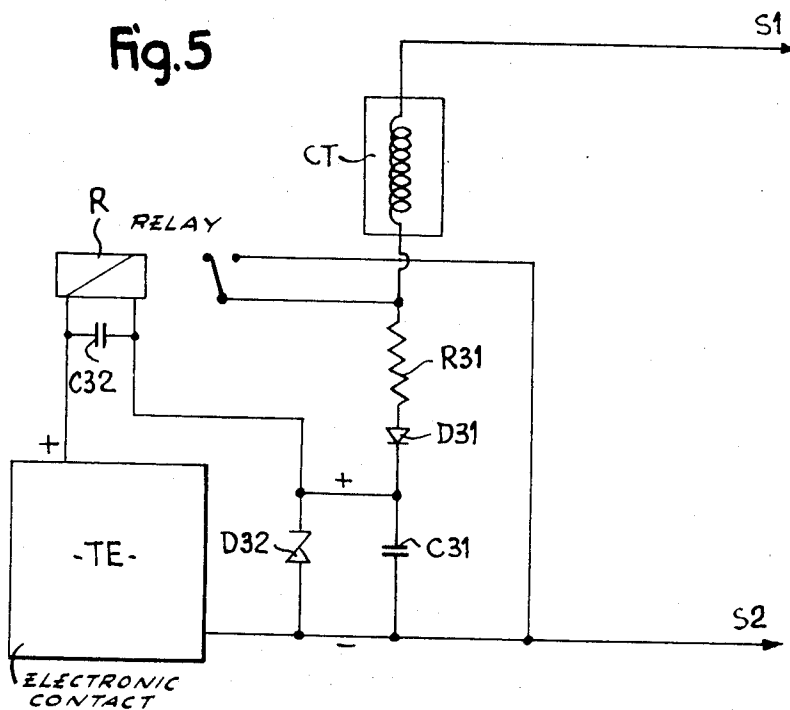 Fig.5
S1
CT
R
RELAY
C32
R31
D31
+
+
-TE-
D32
C31
S2
-
ELECTRONIC
CONTACT